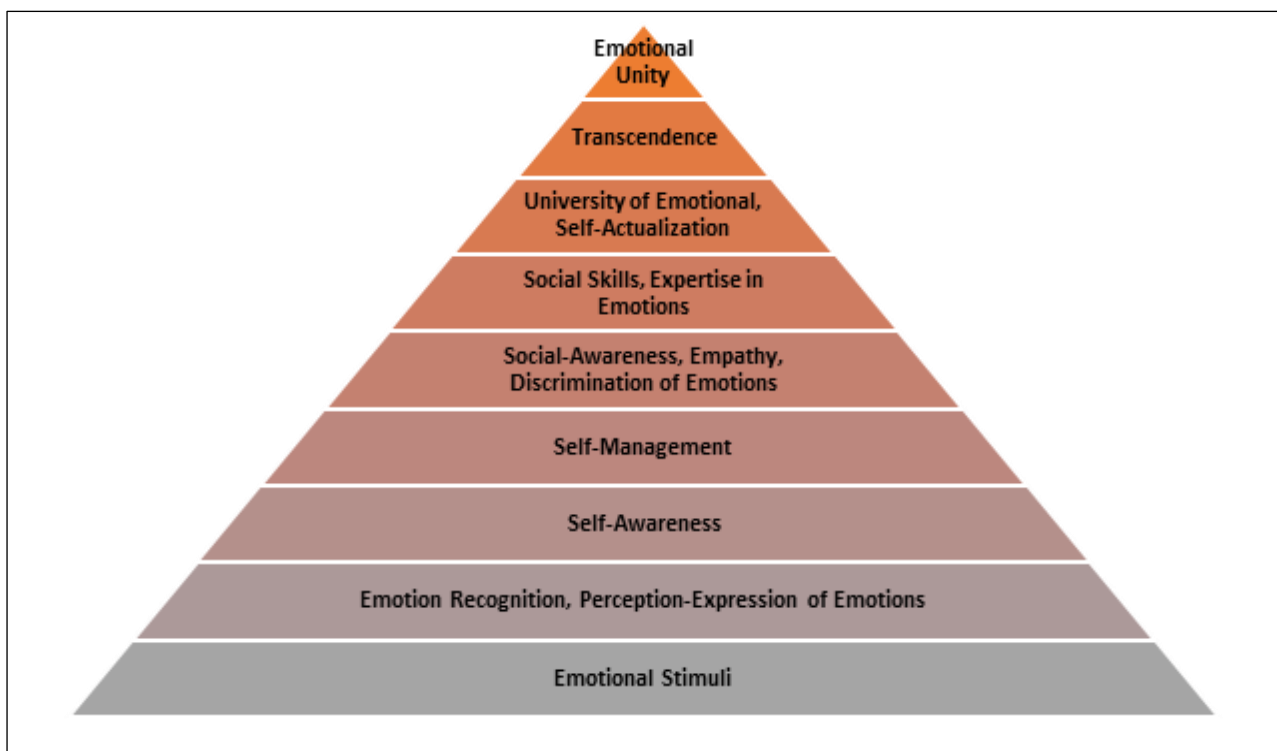 Emotional
Unity
Transcendence
University of Emotional,
Self-Actualization
Social Skills, Expertise in
Emotions
Social-Awareness, Empathy,
Discrimination of Emotions
Self-Management
Self-Awareness
Emotion Recognition, Perception-Expression of Emotions
Emotional Stimuli